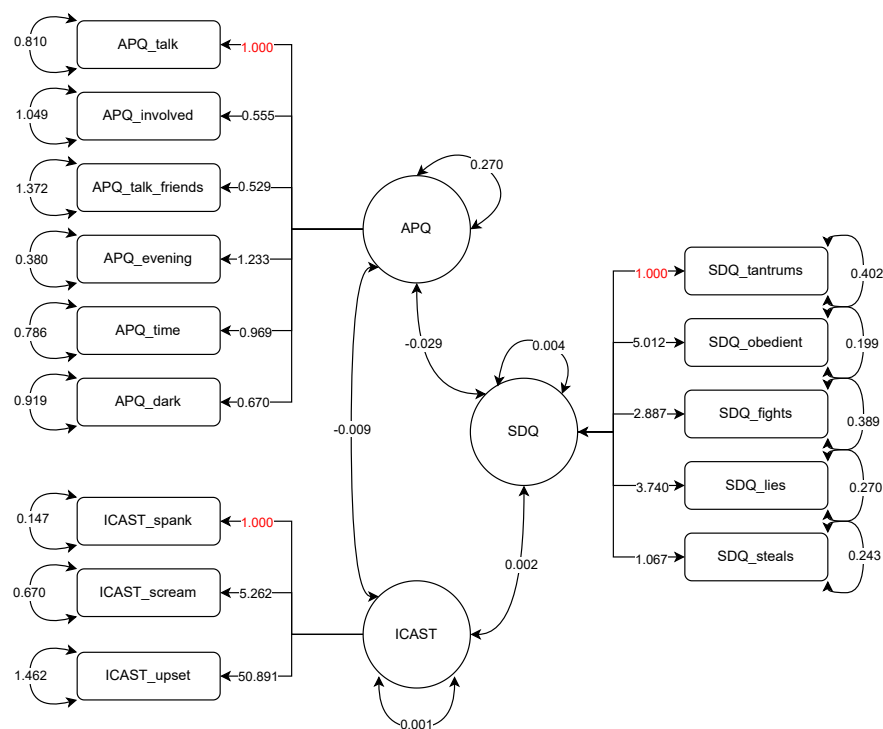 0.810
APQ_talk
1.000
1.049
APQ_involved
0.555
1.372
APQ_talk_friends
0.529
0.380
APQ_evening
1.233
0.786
APQ_time
0.969
0.919
APQ_dark
0.670
0.270
APQ
-0.029
0.004
SDQ
-0.009
0.002
1.000
SDQ_tantrums
0.402
5.012
SDQ_obedient
0.199
2.887
SDQ_fights
0.389
3.740
SDQ_lies
0.270
1.067
SDQ_steals
0.243
0.147
ICAST_spank
1.000
0.670
ICAST_scream
5.262
1.462
ICAST_upset
50.891
ICAST
0.001